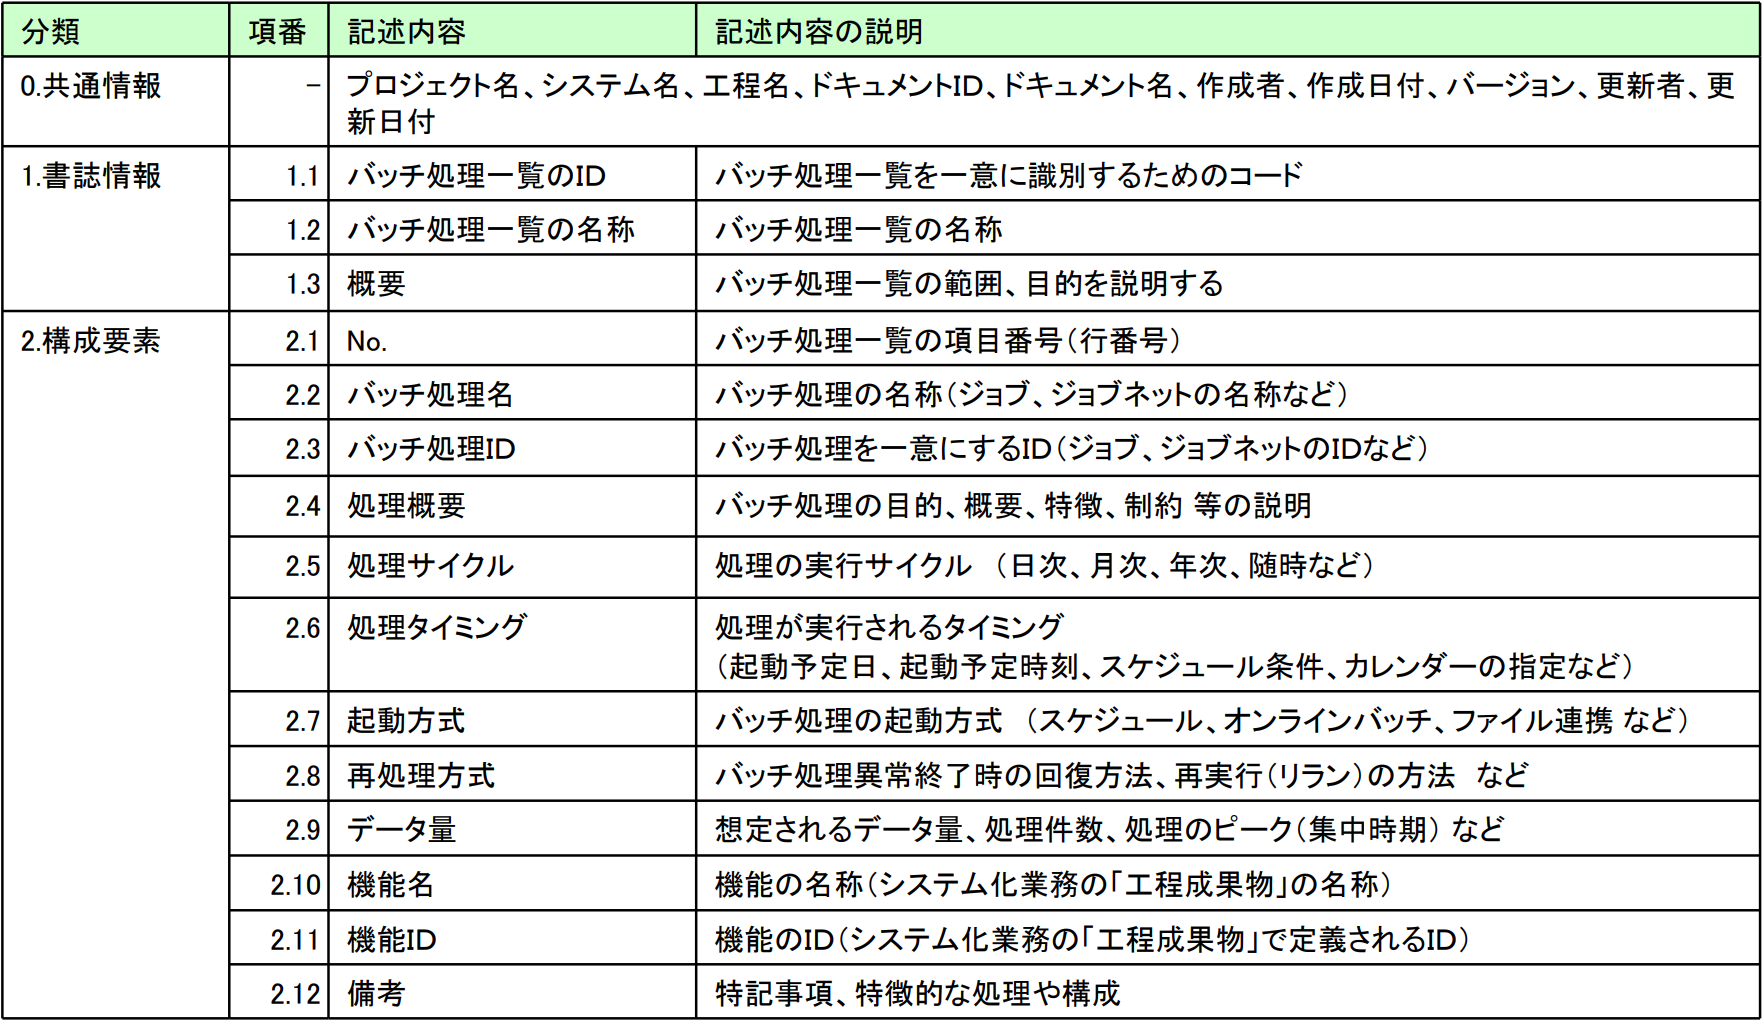 分類 項番 記述内容 記述内容の説明
0.共通情報 － プロジェクト名、システム名、工程名、ドキュメントID、ドキュメント名、作成者、作成日付、バージョン、更新者、更
新日付
1.書誌情報 1.1 バッチ処理一覧のID バッチ処理一覧を一意に識別するためのコード
1.2 バッチ処理一覧の名称 バッチ処理一覧の名称
1.3 概要 バッチ処理一覧の範囲、目的を説明する
2.構成要素 2.1 No. バッチ処理一覧の項目番号（行番号）
2.2 バッチ処理名 バッチ処理の名称（ジョブ、ジョブネットの名称など）
2.3 バッチ処理ID バッチ処理を一意にするID（ジョブ、ジョブネットのIDなど）
2.4 処理概要 バッチ処理の目的、概要、特徴、制約 等の説明
2.5 処理サイクル 処理の実行サイクル （日次、月次、年次、随時など）
2.6 処理タイミング 処理が実行されるタイミング
（起動予定日、起動予定時刻、スケジュール条件、カレンダーの指定など）
2.7 起動方式 バッチ処理の起動方式 （スケジュール、オンラインバッチ、ファイル連携 など）
2.8 再処理方式 バッチ処理異常終了時の回復方法、再実行（リラン）の方法 など
2.9 データ量 想定されるデータ量、処理件数、処理のピーク（集中時期） など
2.10 機能名 機能の名称（システム化業務の「工程成果物」の名称）
2.11 機能ID 機能のID（システム化業務の「工程成果物」で定義されるID）
2.12 備考 特記事項、特徴的な処理や構成